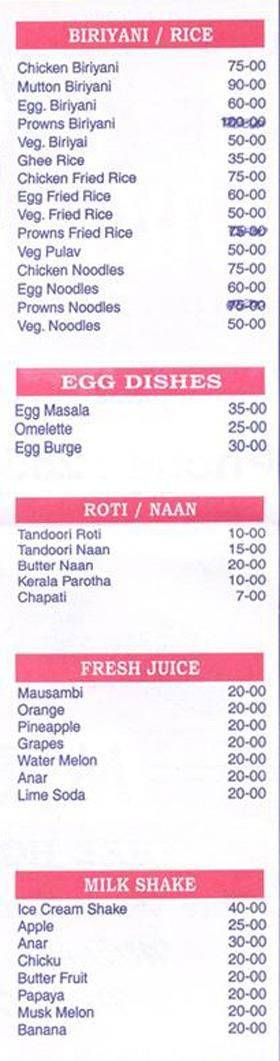 BIRIYANI / RICE
Chicken Biriyani 75-00
Mutton Biriyani 90-00
Egg. Biriyani 60-00
Prowns Biriyani
Veg. Biriyai 50-00
Ghee Rice 35-00
Chicken Fried Rice 75-00
Egg Fried Rice 60-00
Veg. Fried Rice 50-00
Prowns Fried Rice
Veg Pulav 50-00
Chicken Noodles 75-00
Egg Noodles 60-00
Prowns Noodles
Veg. Noodles 50-00
EGG DISHES
Egg Masala 35-00
Omelette 25-00
Egg Burge 30-00
ROTI / NAAN
Tandoori Roti 10-00
Tandoori Naan 15-00
Butter Naan 20-00
Kerala Parotha 10-00
Chapati 7-00
FRESH JUICE
Mausambi 20-00
Orange 20-00
Pineapple 20-00
Grapes 20-00
Water Melon 20-00
Anar 20-00
Lime Soda 20-00
MILK SHAKE
Ice Cream Shake 40-00
Apple 25-00
Anar 30-00
Chicku 20-00
Butter Fruit 20-00
Papaya 20-00
Musk Melon 20-00
Banana 20-00